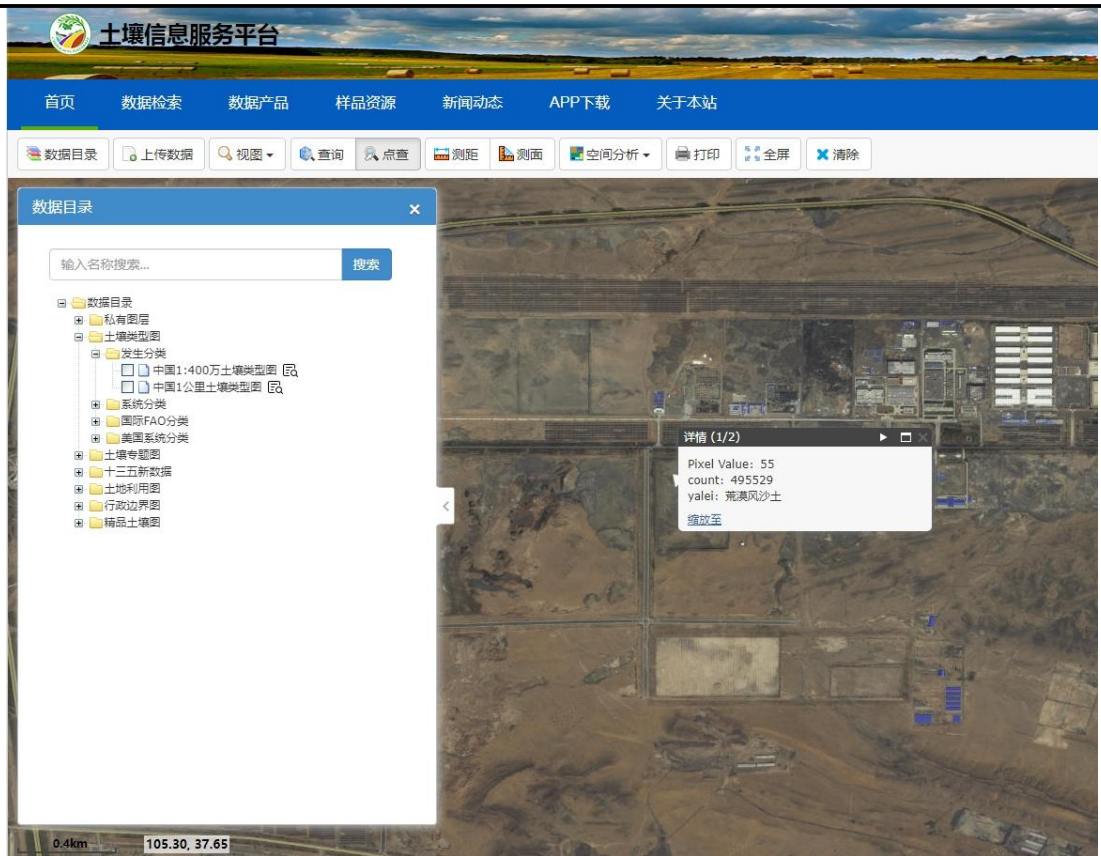 土壤信息服务平台
首页 数据检索 数据产品 样品资源 新闻动态 APP下载 关于本站
数据目录 上传数据 视图 查询 点查 测距 测面 空间分析 打印 全屏 清除
数据目录
输入名称搜索... 搜索
数据目录
私有图层
土壤类型图
发生分类
中国1:400万土壤类型图
中国1公里土壤类型图
系统分类
国际FAO分类
美国系统分类
土壤专题图
十三五新数据
土地利用图
行政边界图
精品土壤图
详情 (1/2)
Pixel Value: 55
count: 495529
yalei: 荒漠风沙土
缩放至
0.4km 105.30, 37.65